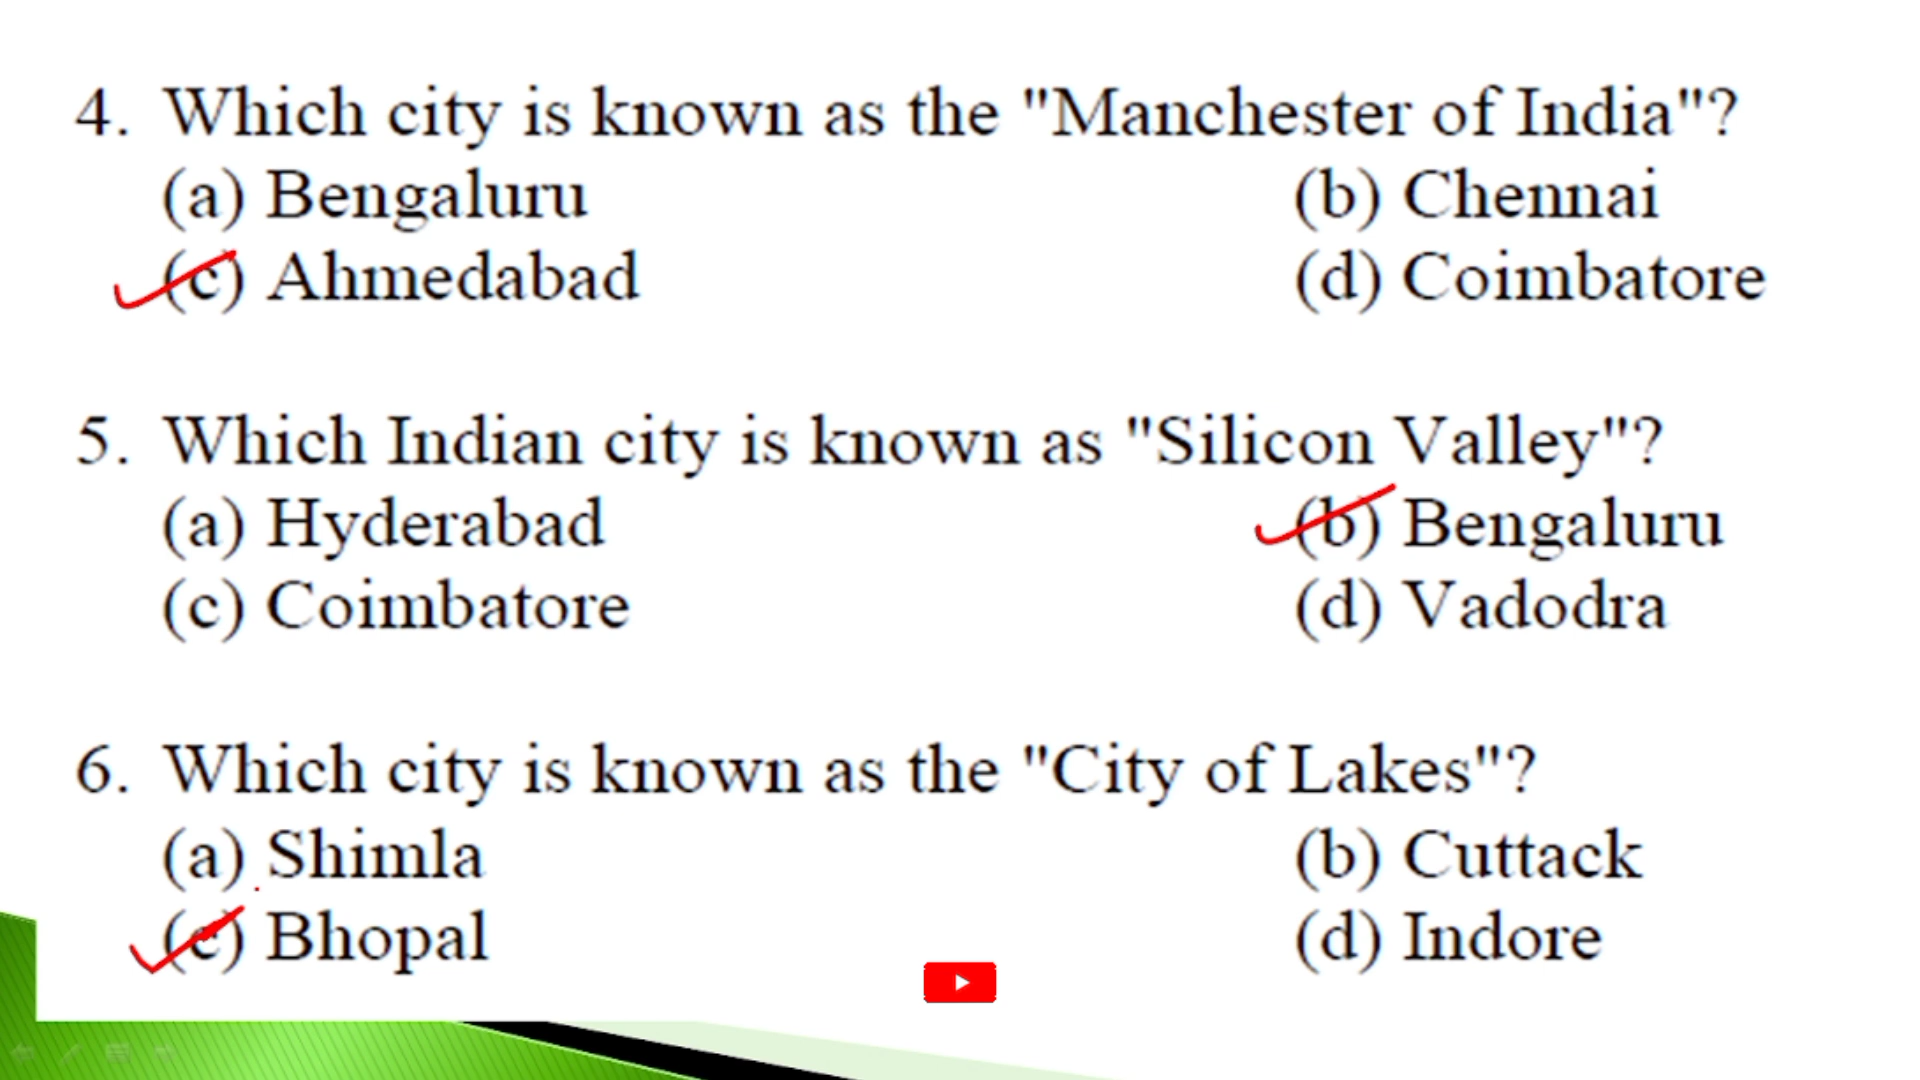 4. Which city is known as the "Manchester of India"?
(a) Bengaluru (b) Chennai
(c) Ahmedabad (d) Coimbatore
5. Which Indian city is known as "Silicon Valley"?
(a) Hyderabad (b) Bengaluru
(c) Coimbatore (d) Vadodra
6. Which city is known as the "City of Lakes"?
(a) Shimla (b) Cuttack
(c) Bhopal (d) Indore